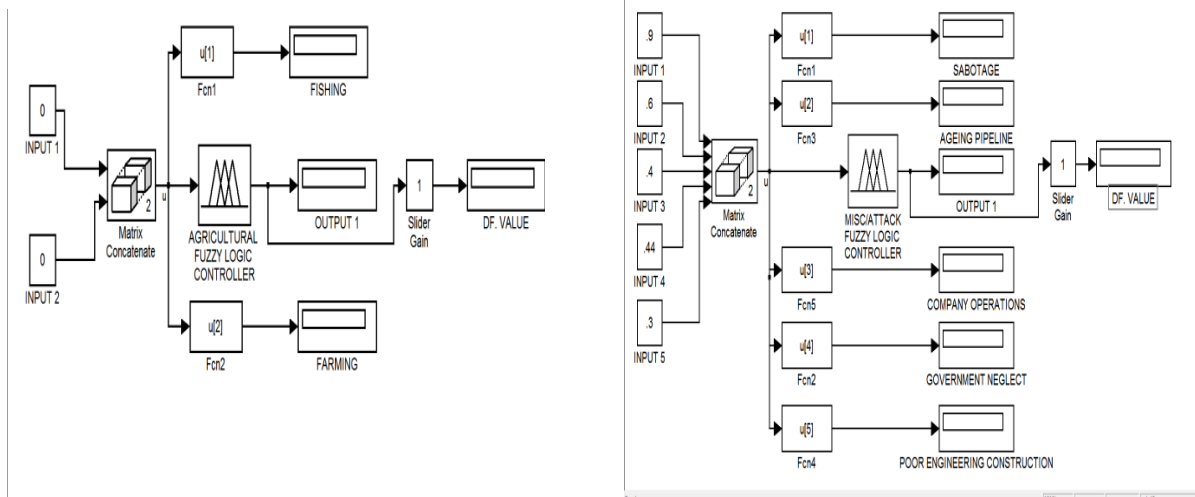 u[1]
Fcn1
FISHING
0
INPUT 1
Matrix
Concatenate
2
u
AGRICULTURAL
FUZZY LOGIC
CONTROLLER
OUTPUT 1
1
Slider
Gain
DF. VALUE
0
INPUT 2
u[2]
Fcn2
FARMING
.9
INPUT 1
.6
INPUT 2
.4
INPUT 3
.44
INPUT 4
.3
INPUT 5
Matrix
Concatenate
2
u
u[1]
Fcn1
SABOTAGE
u[2]
Fcn3
AGEING PIPELINE
MISC/ATTACK
FUZZY LOGIC
CONTROLLER
OUTPUT 1
1
Slider
Gain
DF. VALUE
u[3]
Fcn5
COMPANY OPERATIONS
u[4]
Fcn2
GOVERNMENT NEGLECT
u[5]
Fcn4
POOR ENGINEERING CONSTRUCTION